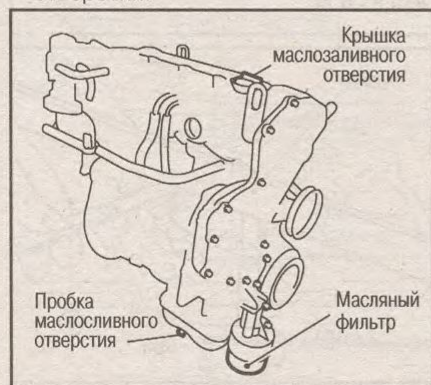 Крышка
маслозаливного
отверстия
Пробка
маслосливного
отверстия
Масляный
фильтр